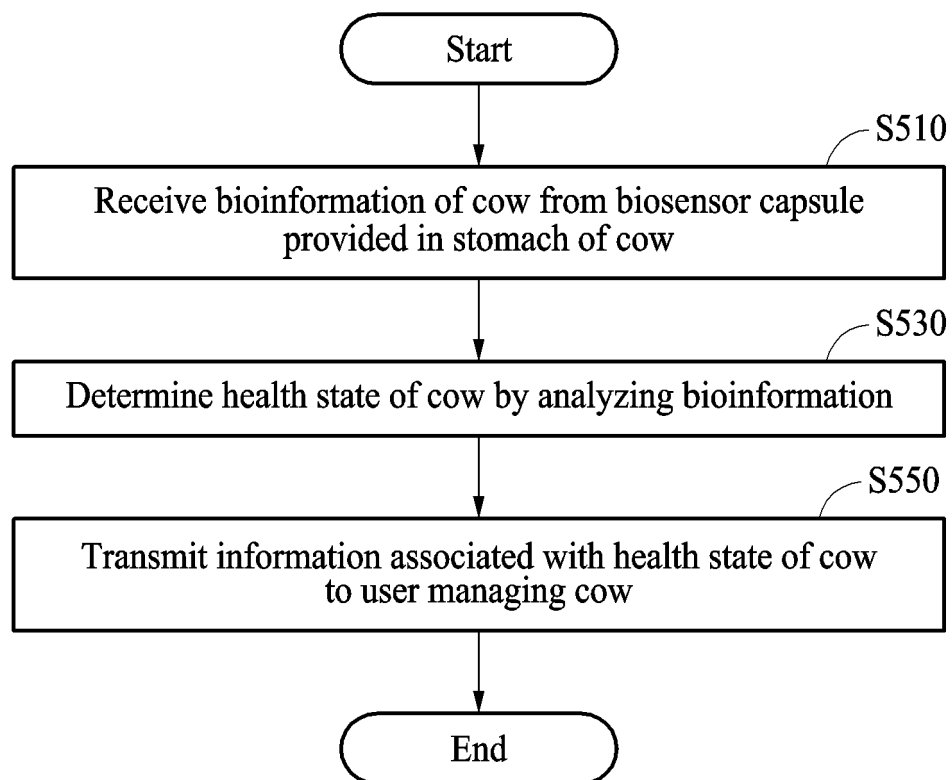 Start
S510
Receive bioinformation of cow from biosensor capsule
provided in stomach of cow
S530
Determine health state of cow by analyzing bioinformation
S550
Transmit information associated with health state of cow
to user managing cow
End